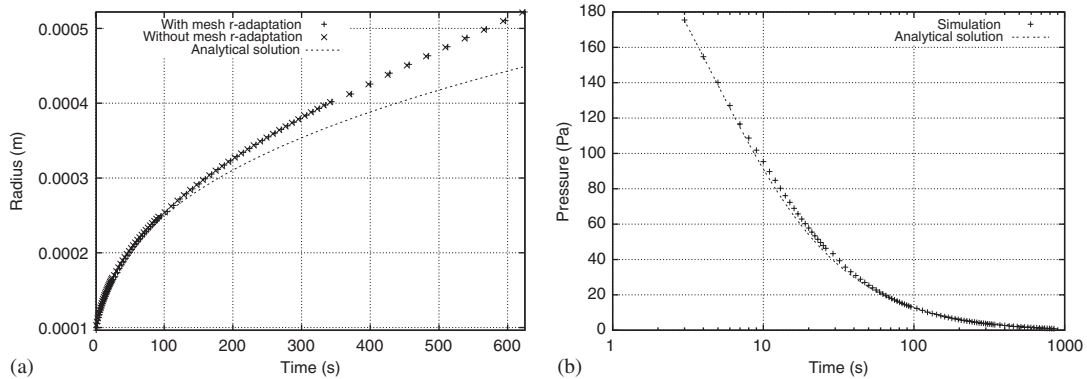 With mesh r-adaptation
Without mesh r-adaptation
Analytical solution
0.0005
0.0004
0.0003
0.0002
0.0001
Radius (m)
0 100 200 300 400 500 600
Time (s)
(a)
Simulation
Analytical solution
180
160
140
120
100
80
60
40
20
0
Pressure (Pa)
1 10 100 1000
Time (s)
(b)